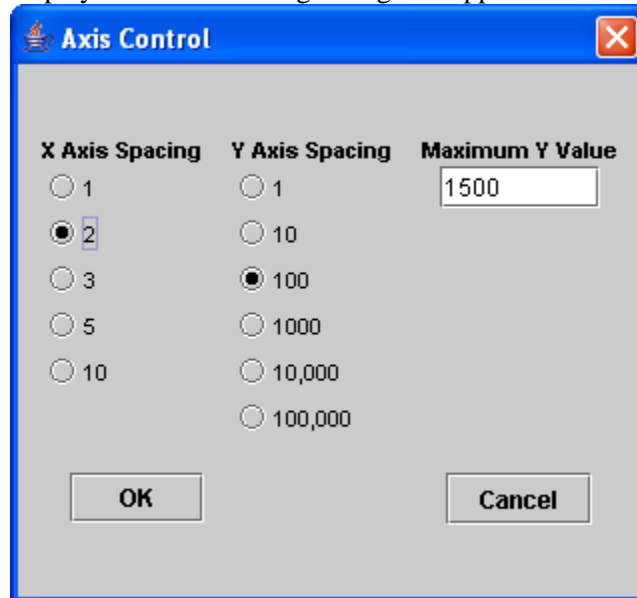 Axis Control
X Axis Spacing Y Axis Spacing Maximum Y Value
1 1 1500
2 10
3 100
5 1000
10 10,000
100,000
OK Cancel